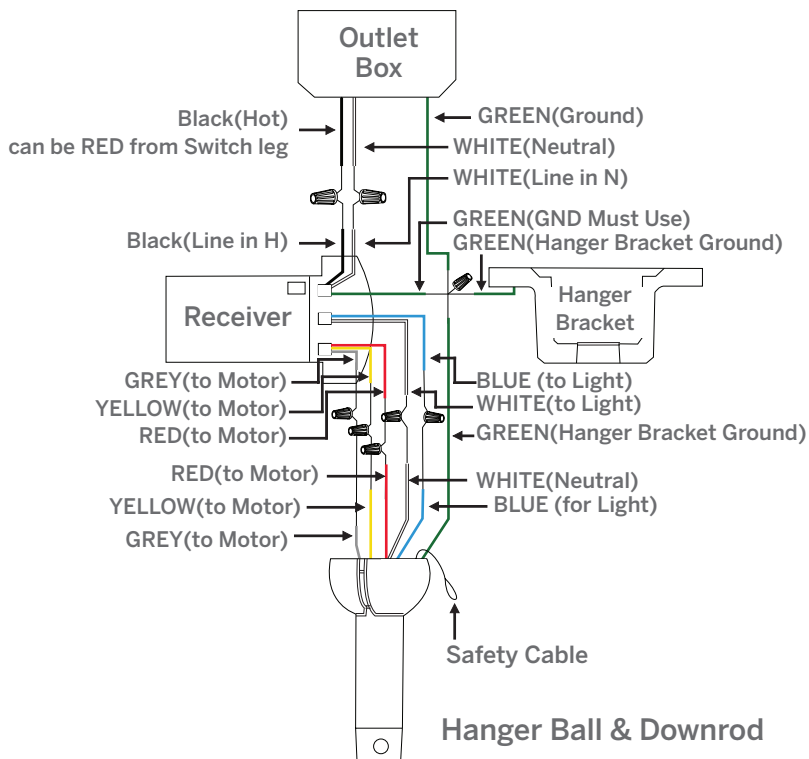 Outlet
Box
Black(Hot)
can be RED from Switch leg
GREEN(Ground)
WHITE(Neutral)
WHITE(Line in N)
Black(Line in H)
GREEN(GND Must Use)
GREEN(Hanger Bracket Ground)
Receiver
Hanger
Bracket
GREY(to Motor)
YELLOW(to Motor)
RED(to Motor)
BLUE (to Light)
WHITE(to Light)
GREEN(Hanger Bracket Ground)
RED(to Motor)
YELLOW(to Motor)
GREY(to Motor)
WHITE(Neutral)
BLUE (for Light)
Safety Cable
Hanger Ball & Downrod